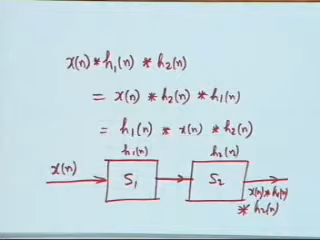 x(n) * h₁(n) * h₂(n)
= x(n) * h₂(n) * h₁(n)
= h₁(n) * x(n) * h₂(n)
h₁(n) h₂(n)
x(n) S₁ S₂
x(n)*h₁(n)
* h₂(n)